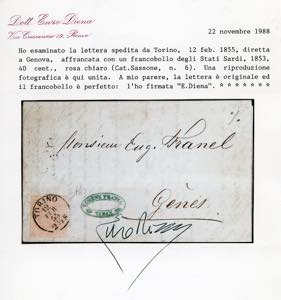 Dott. Enzo Diena
Via Crescenzio 19, Roma
22 novembre 1988
Ho esaminato la lettera spedita da Torino, 12 feb. 1855, diretta
a Genova, affrancata con un francobollo degli Stati Sardi, 1853,
40 cent., rosa chiaro (Cat.Sassone, n. 6). Una riproduzione
fotografica è qui unita. A mio parere, la lettera è originale ed
il francobollo è perfetto: l'ho firmata "E.Diena". * * * * * * *
Monsieur Eug. Franel
Gênes
TORINO
12
FEB